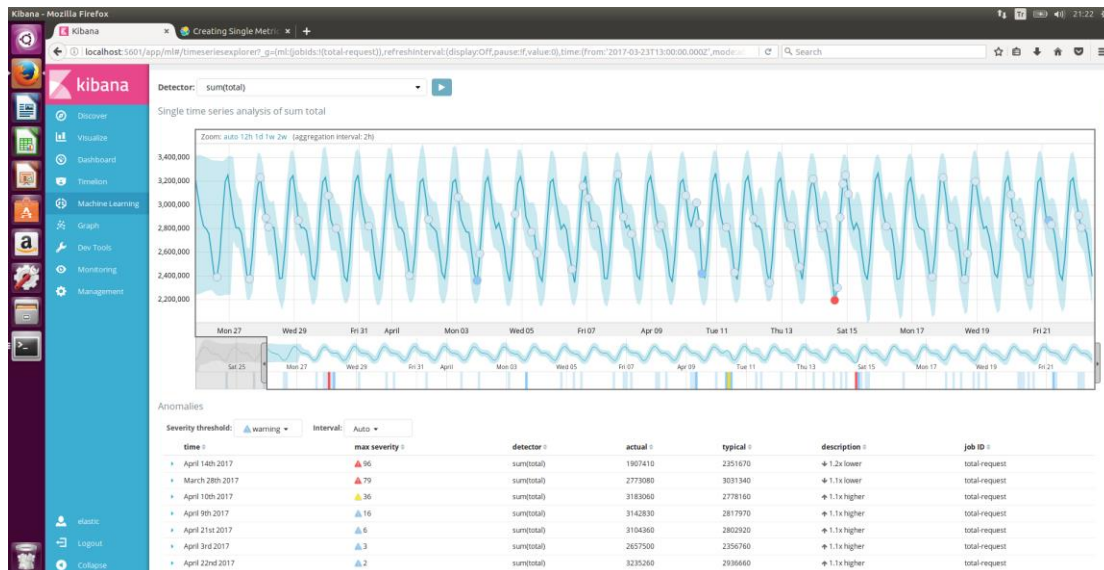 Kibana - Mozilla Firefox
Tr 21:22
Kibana × Creating Single Metric × +
localhost:5601/app/ml#/timeseriesexplorer?_g=(ml:(jobIds:!(total-request)),refreshInterval:(display:Off,pause:!f,value:0),time:(from:'2017-03-23T13:00:00.000Z',mode: Search
kibana
Discover
Visualize
Dashboard
Timelion
Machine Learning
Graph
Dev Tools
Monitoring
Management
elastic
Logout
Collapse
Detector: sum(total)
Single time series analysis of sum total
Zoom: auto 12h 1d 1w 2w (aggregation interval: 2h)
3,400,000
3,200,000
3,000,000
2,800,000
2,600,000
2,400,000
2,200,000
Mon 27 Wed 29 Fri 31 April Mon 03 Wed 05 Fri 07 Apr 09 Tue 11 Thu 13 Sat 15 Mon 17 Wed 19 Fri 21
Sat 25 Mon 27 Wed 29 Fri 31 April Mon 03 Wed 05 Fri 07 Apr 09 Tue 11 Thu 13 Sat 15 Mon 17 Wed 19 Fri 21
Anomalies
Severity threshold: warning Interval: Auto
time max severity detector actual typical description job ID
April 14th 2017 96 sum(total) 1907410 2351670 1.2x lower total-request
March 28th 2017 79 sum(total) 2773080 3031340 1.1x lower total-request
April 10th 2017 36 sum(total) 3183060 2778160 1.1x higher total-request
April 9th 2017 16 sum(total) 3142830 2817970 1.1x higher total-request
April 21st 2017 6 sum(total) 3104360 2802920 1.1x higher total-request
April 3rd 2017 3 sum(total) 2657500 2356760 1.1x higher total-request
April 22nd 2017 2 sum(total) 3235260 2936660 1.1x higher total-request